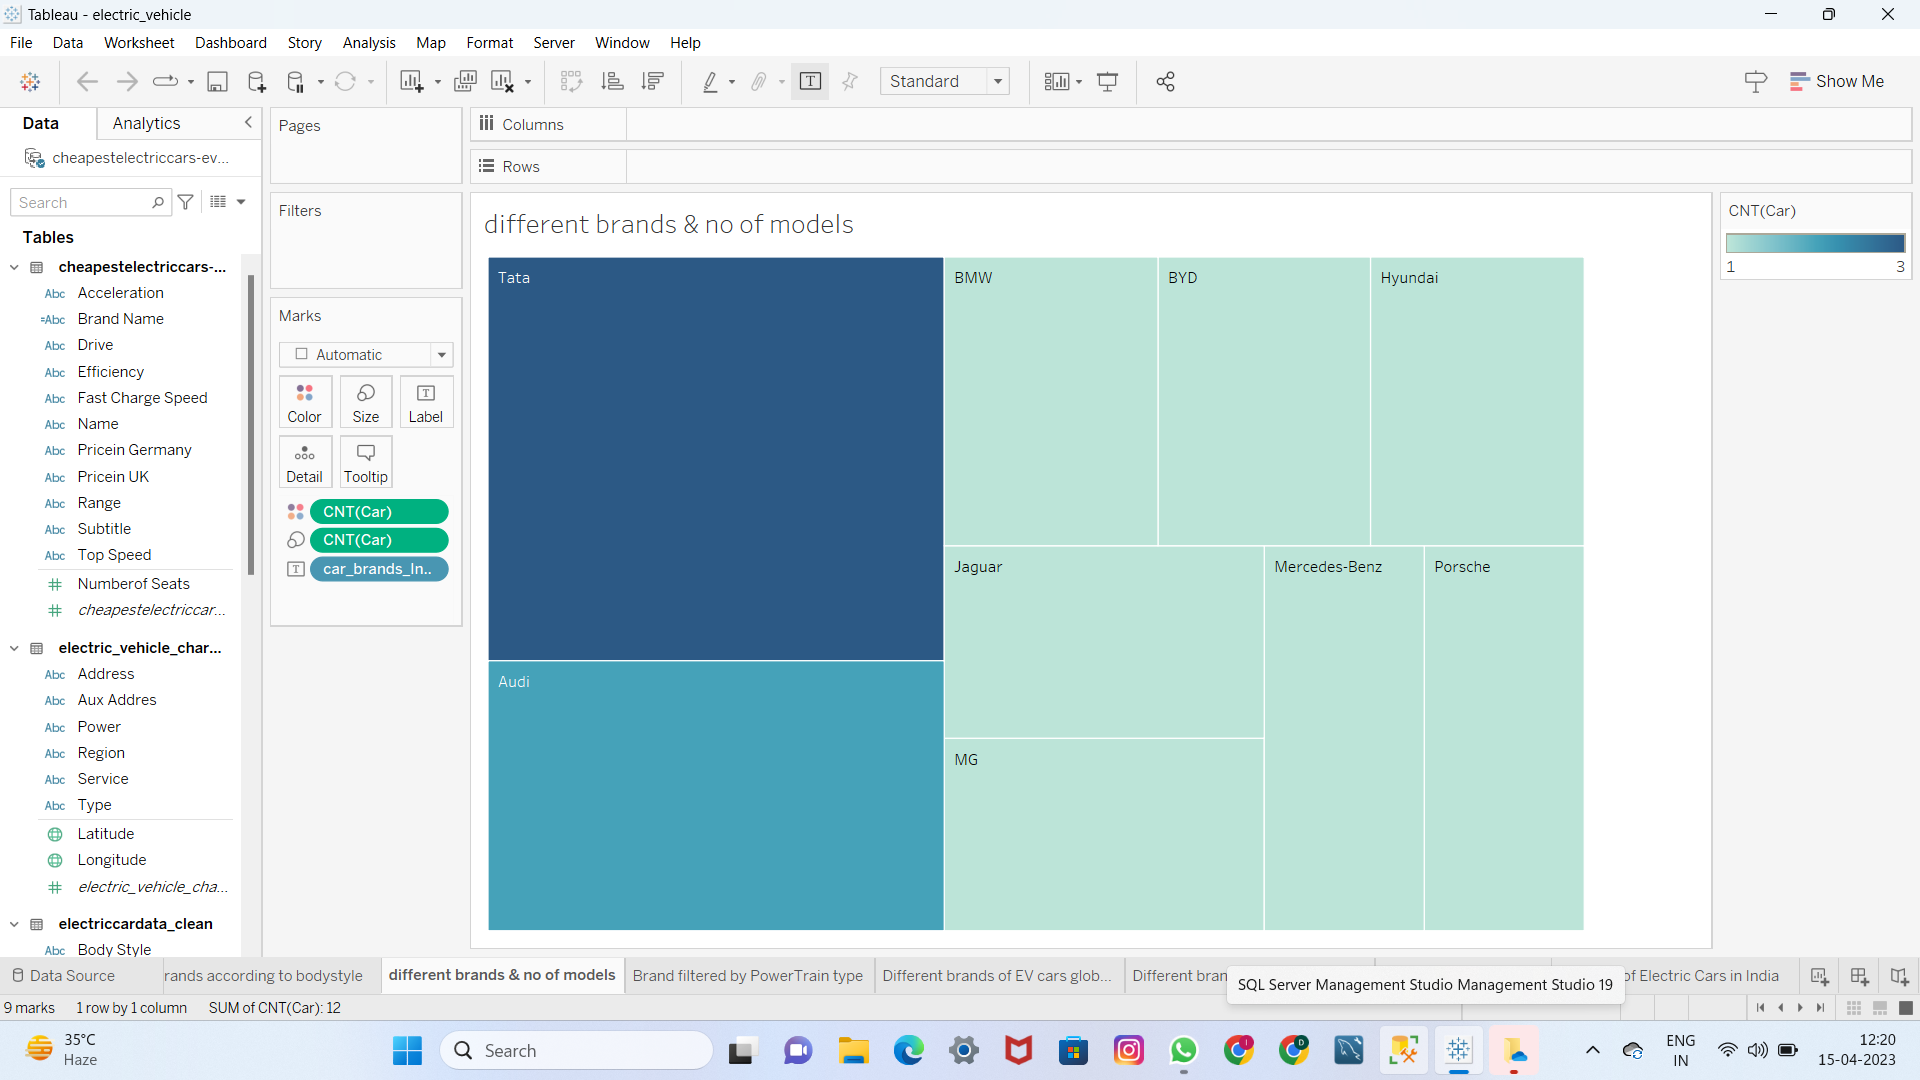 Tableau - electric_vehicle
File Data Worksheet Dashboard Story Analysis Map Format Server Window Help
Standard
Show Me
Data Analytics
cheapestelectriccars-ev...
Search
Tables
cheapestelectriccars-...
Abc Acceleration
=Abc Brand Name
Abc Drive
Abc Efficiency
Abc Fast Charge Speed
Abc Name
Abc Pricein Germany
Abc Pricein UK
Abc Range
Abc Subtitle
Abc Top Speed
Numberof Seats
cheapestelectriccar...
electric_vehicle_char...
Abc Address
Abc Aux Addres
Abc Power
Abc Region
Abc Service
Abc Type
Latitude
Longitude
electric_vehicle_cha...
electriccardata_clean
Abc Body Style
Pages
Filters
Marks
Automatic
Color Size Label
Detail Tooltip
CNT(Car)
CNT(Car)
car_brands_In..
Columns
Rows
different brands & no of models
Tata
BMW
BYD
Hyundai
Audi
Jaguar
Mercedes-Benz
Porsche
MG
CNT(Car)
1 3
Data Source
rands according to bodystyle
different brands & no of models
Brand filtered by PowerTrain type
Different brands of EV cars glob...
Different bran
SQL Server Management Studio Management Studio 19
of Electric Cars in India
9 marks 1 row by 1 column SUM of CNT(Car): 12
35°C
Haze
Search
ENG
IN
12:20
15-04-2023